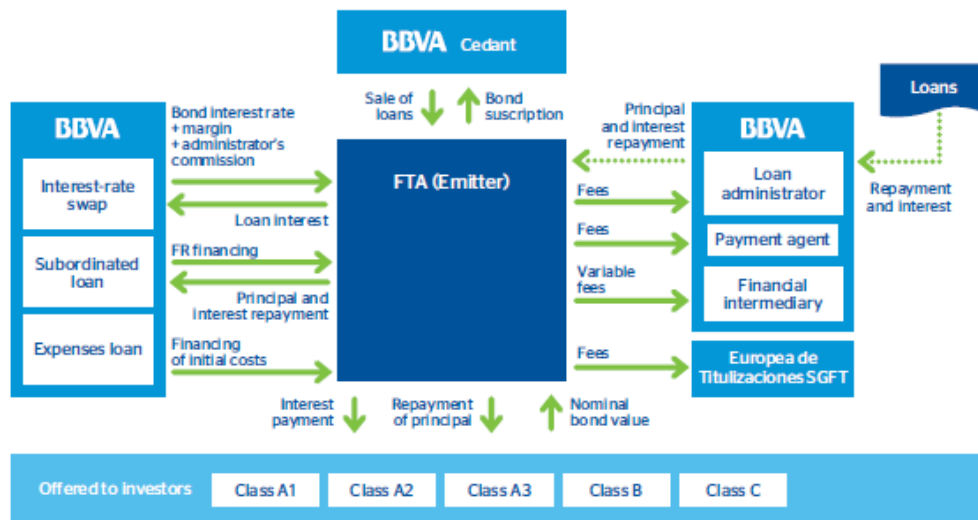 BBVA Cedant
Loans
Sale of
loans
Bond
suscription
BBVA
Interest-rate
swap
Subordinated
loan
Expenses loan
Bond interest rate
+ margin
+ administrator's
commission
Loan interest
FR financing
Principal and
interest repayment
Financing
of initial costs
FTA (Emitter)
Principal
and interest
repayment
Fees
Fees
Variable
fees
Fees
BBVA
Loan
administrator
Payment agent
Financial
intermediary
Repayment
and interest
Europea de
Titulizaciones SGFT
Interest
payment
Repayment
of principal
Nominal
bond value
Offered to investors
Class A1
Class A2
Class A3
Class B
Class C